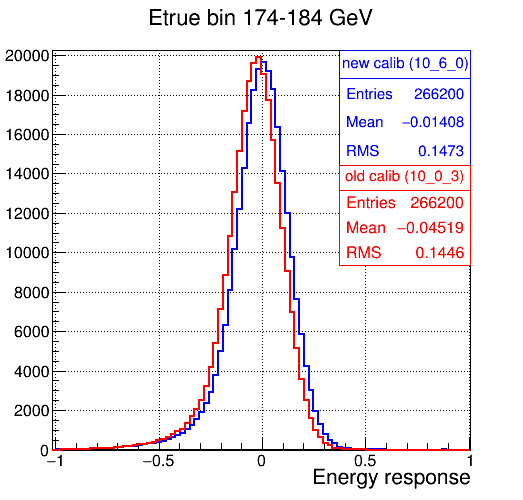 Etrue bin 174-184 GeV
new calib (10_6_0)
Entries 266200
Mean −0.01408
RMS 0.1473
old calib (10_0_3)
Entries 266200
Mean −0.04519
RMS 0.1446
20000
18000
16000
14000
12000
10000
8000
6000
4000
2000
0
−1 −0.5 0 0.5 1
Energy response